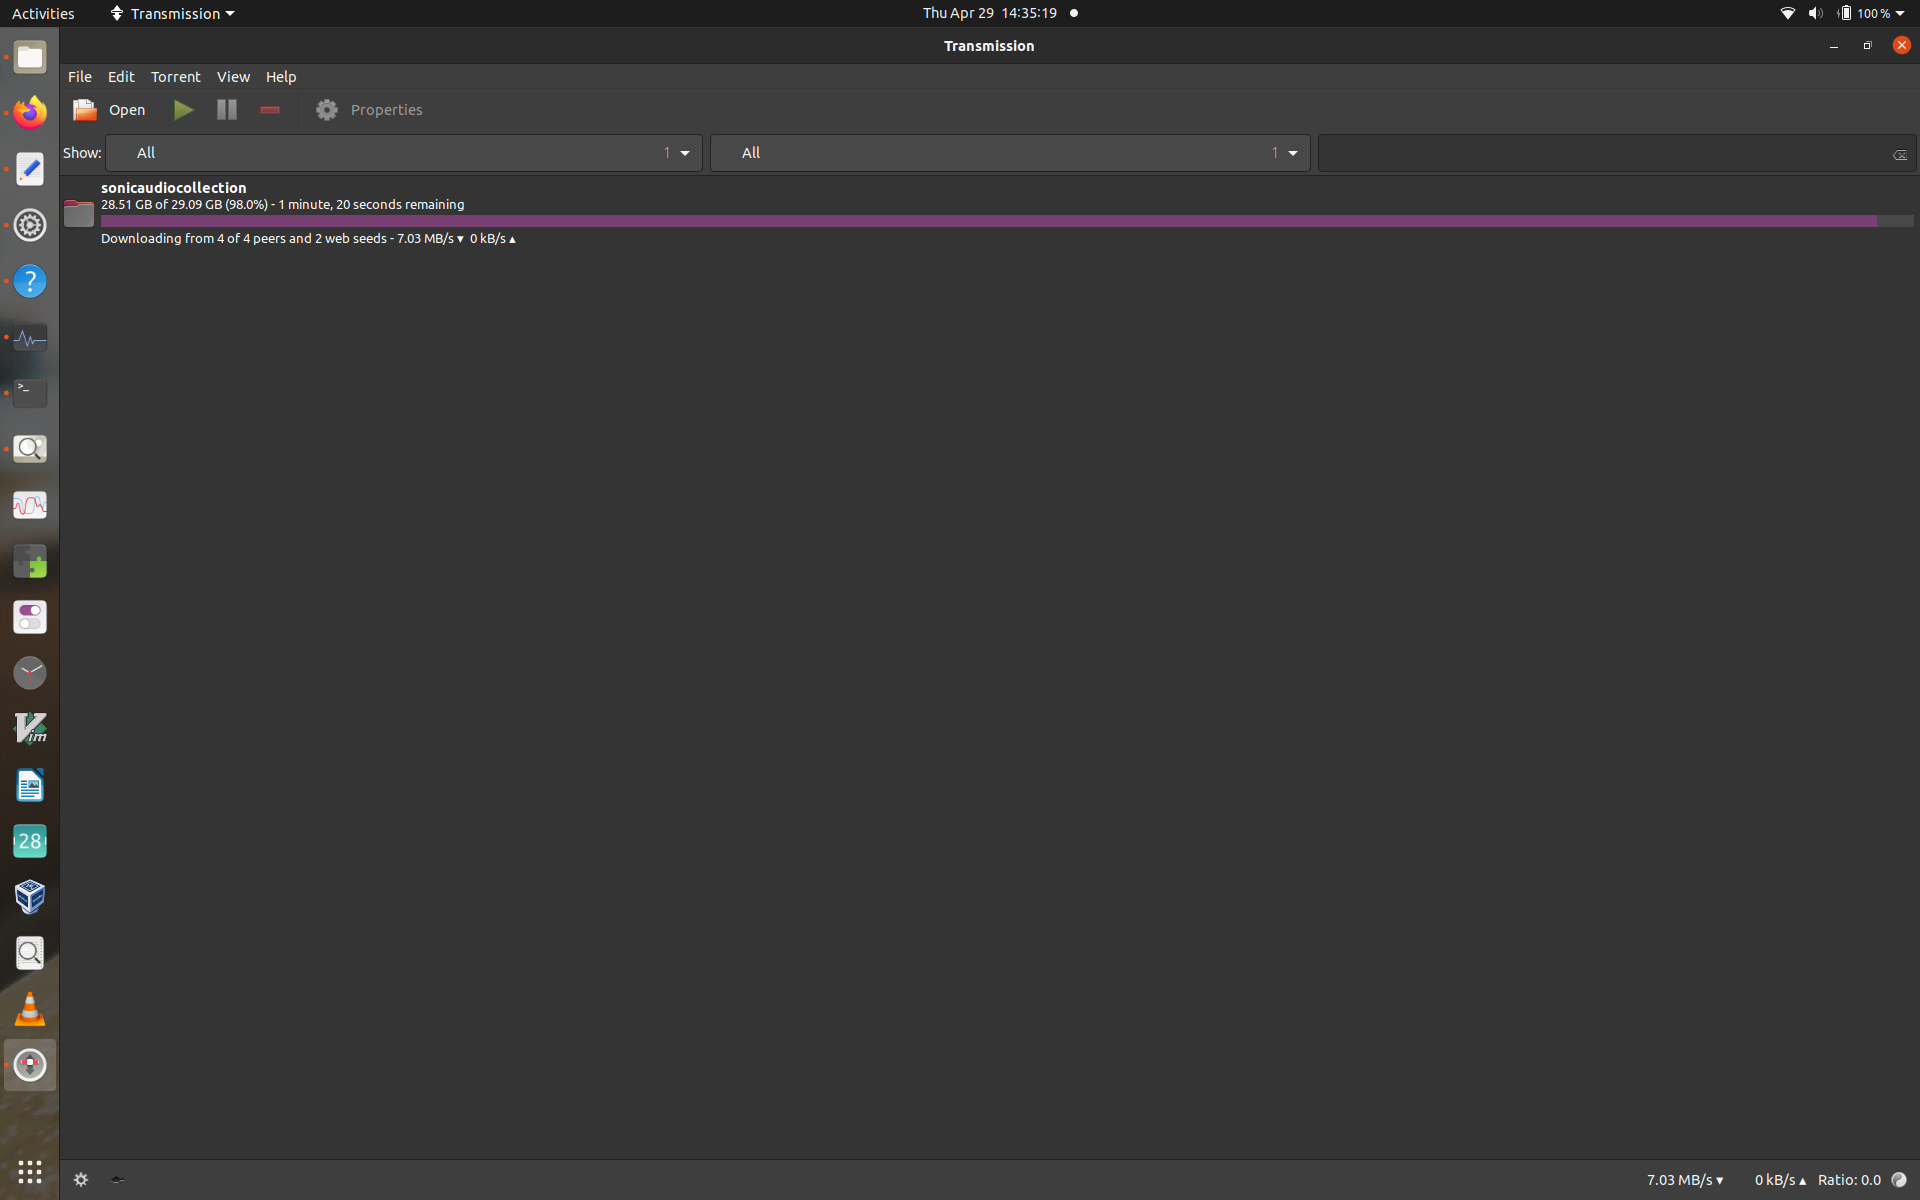 Activities
Transmission
Thu Apr 29 14:35:19
100 %
Transmission
File Edit Torrent View Help
Open
Properties
Show:
All 1
All 1
sonicaudiocollection
28.51 GB of 29.09 GB (98.0%) - 1 minute, 20 seconds remaining
Downloading from 4 of 4 peers and 2 web seeds - 7.03 MB/s ▾ 0 kB/s ▴
>_
Vim
28
7.03 MB/s ▾ 0 kB/s ▴ Ratio: 0.0